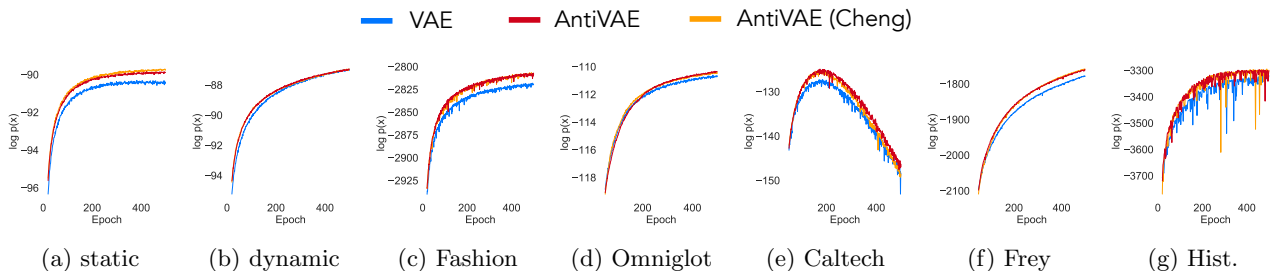 VAE AntiVAE AntiVAE (Cheng)
log p(x)
−90
−92
−94
−96
0 200 400
Epoch
(a) static
log p(x)
−88
−90
−92
−94
0 200 400
Epoch
(b) dynamic
log p(x)
−2800
−2825
−2850
−2875
−2900
−2925
0 200 400
Epoch
(c) Fashion
log p(x)
−110
−112
−114
−116
−118
200 400
Epoch
(d) Omniglot
log p(x)
−130
−140
−150
0 200 400
Epoch
(e) Caltech
log p(x)
−1800
−1900
−2000
−2100
200 400
Epoch
(f) Frey
log p(x)
−3300
−3400
−3500
−3600
−3700
0 200 400
Epoch
(g) Hist.